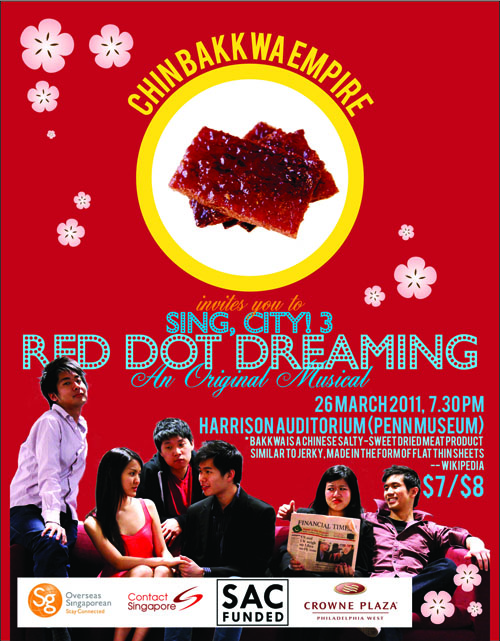 CHIN BAKKWA EMPIRE
invites you to
SING, CITY! 3
RED DOT DREAMING
An Original Musical
26 MARCH 2011, 7.30 PM
HARRISON AUDITORIUM (PENN MUSEUM)
*BAKKWA IS A CHINESE SALTY-SWEET DRIED MEAT PRODUCT
SIMILAR TO JERKY, MADE IN THE FORM OF FLAT THIN SHEETS
-- WIKIPEDIA
$7/$8
FINANCIAL TIMES
Sg
Overseas
Singaporean
Stay Connected
Contact
Singapore
SAC
FUNDED
CROWNE PLAZA
PHILADELPHIA WEST